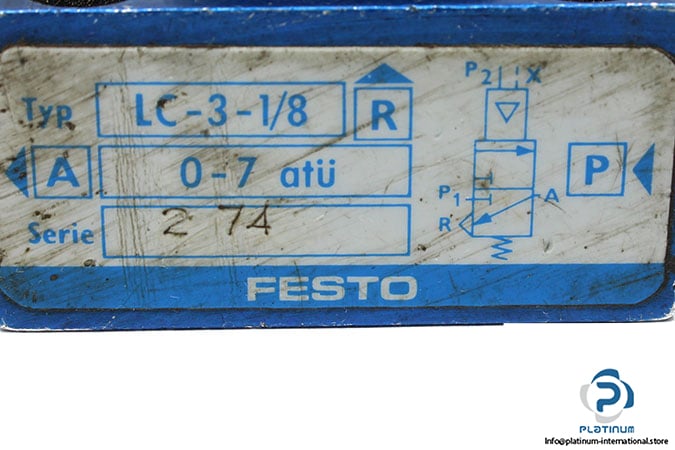 Typ LC-3-1/8 R
A 0-7 atü P
Serie 2 74
P2 X
P1 A
R
FESTO
P
PLATINUM
Info@platinum-international.store